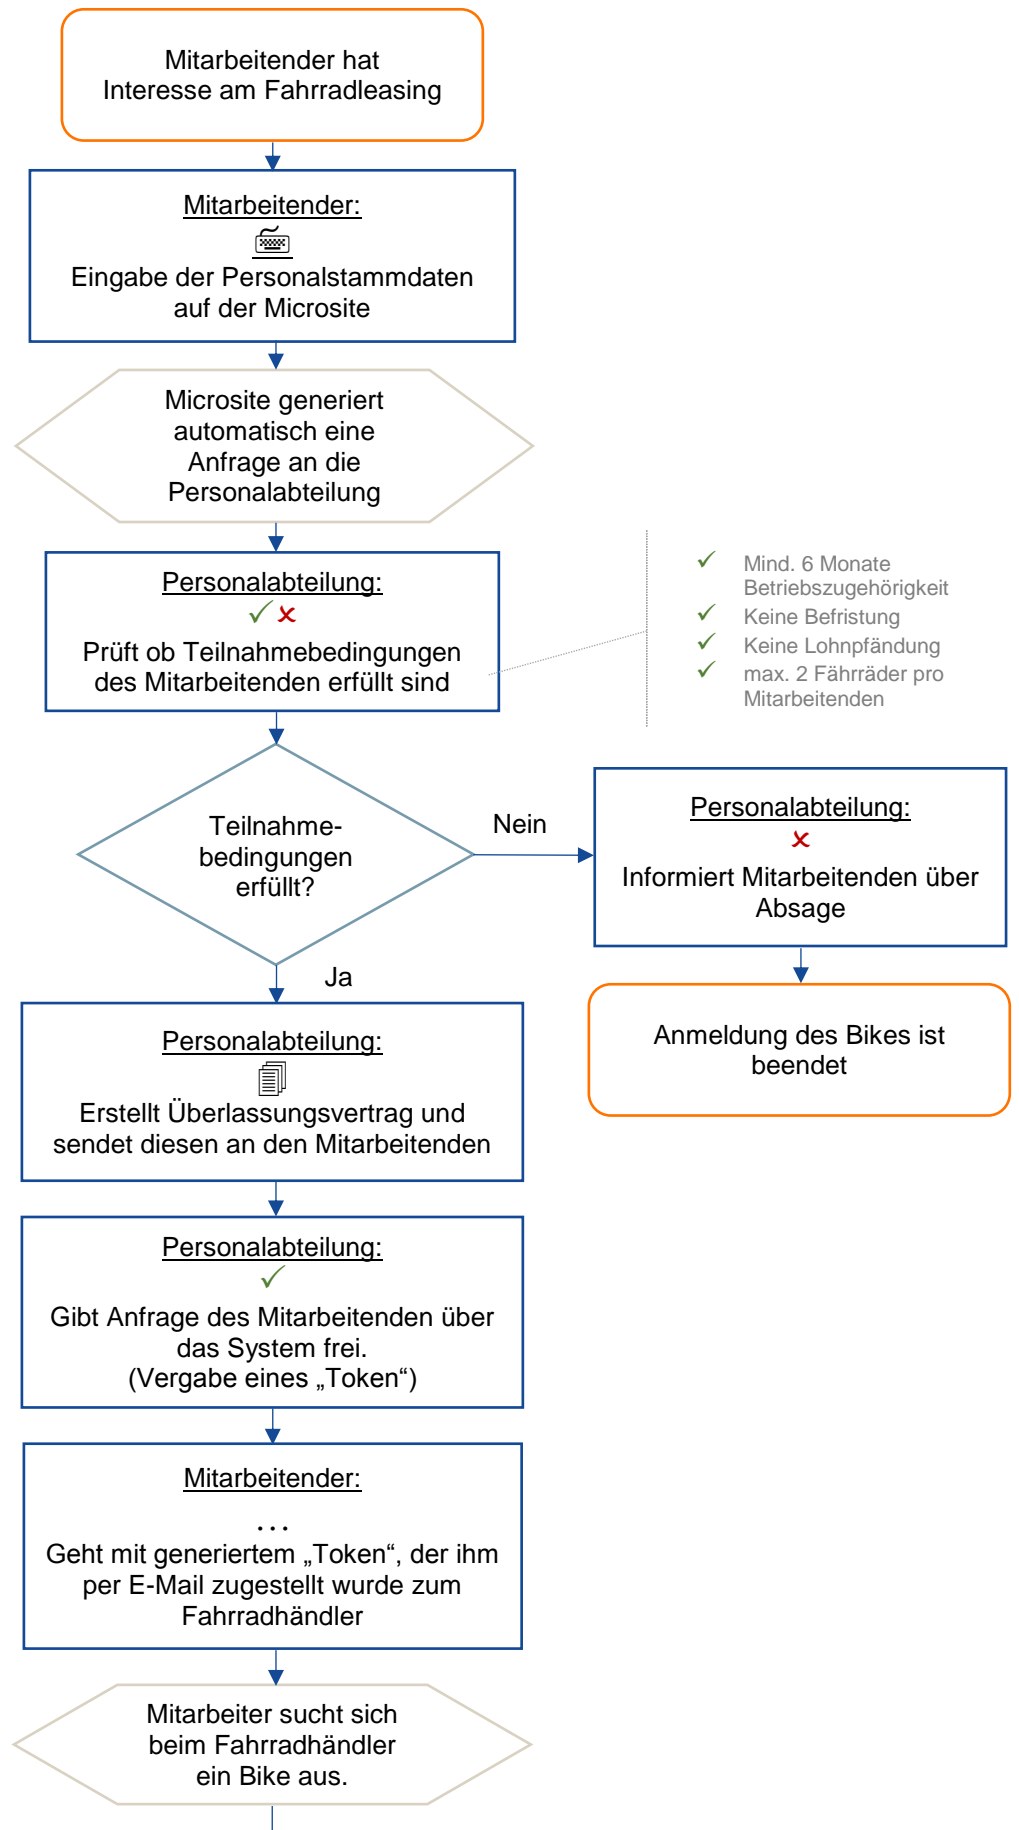 Mitarbeitender hat
Interesse am Fahrradleasing
Mitarbeitender:
Eingabe der Personalstammdaten
auf der Microsite
Microsite generiert
automatisch eine
Anfrage an die
Personalabteilung
Personalabteilung:
Prüft ob Teilnahmebedingungen
des Mitarbeitenden erfüllt sind
Mind. 6 Monate
Betriebszugehörigkeit
Keine Befristung
Keine Lohnpfändung
max. 2 Fährräder pro
Mitarbeitenden
Teilnahme-
bedingungen
erfüllt?
Nein
Personalabteilung:
Informiert Mitarbeitenden über
Absage
Anmeldung des Bikes ist
beendet
Ja
Personalabteilung:
Erstellt Überlassungsvertrag und
sendet diesen an den Mitarbeitenden
Personalabteilung:
Gibt Anfrage des Mitarbeitenden über
das System frei.
(Vergabe eines „Token“)
Mitarbeitender:
…
Geht mit generiertem „Token“, der ihm
per E-Mail zugestellt wurde zum
Fahrradhändler
Mitarbeiter sucht sich
beim Fahrradhändler
ein Bike aus.